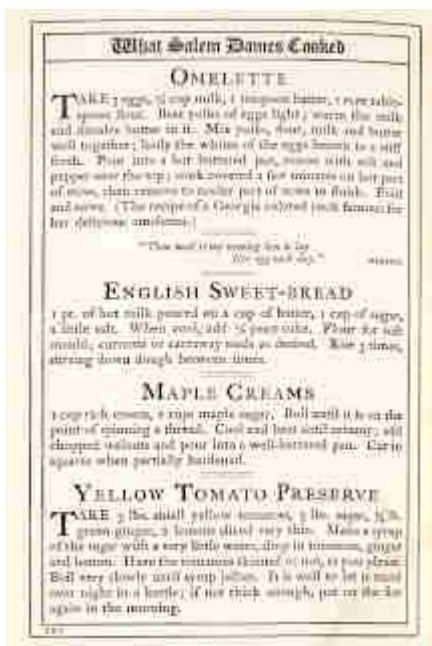 What Salem Dames Cooked
OMELETTE
TAKE 3 eggs, ½ cup milk, 1 teaspoon butter, 1 table-
spoon flour. Beat yolks of eggs light; warm the milk
and dissolve butter in it. Mix yolks, flour, milk and butter
well together; lastly the whites of the eggs beaten to a stiff
froth. Pour into a hot buttered pan, season with salt and
pepper over the top; cook covered a few minutes on hot part
of stove, then remove to cooler part of stove to finish. Fold
and serve. (The recipe of a Georgia colored cook famous for
her delicious omelettes.)
"Thou to my hen to lay
egg each day."
ENGLISH SWEET-BREAD
1 pt. of hot milk poured on a cup of butter, 1 cup of sugar,
a little salt. When cool, add ½ yeast cake. Flour for soft
mould; currants or carraway seeds as desired. Rise 3 times,
stirring down dough between times.
MAPLE CREAMS
1 cup rich cream, 2 cups maple sugar. Boil until it is on the
point of spinning a thread. Cool and beat until creamy; add
chopped walnuts and pour into a well-buttered pan. Cut in
squares when partially hardened.
YELLOW TOMATO PRESERVE
TAKE 3 lbs. small yellow tomatoes, 3 lbs. sugar, lb.
green ginger, 2 lemons sliced very thin. Make a syrup
of the sugar with a very little water, drop in tomatoes, ginger
and lemon. Have the tomatoes skinned or not, as you please.
Boil very slowly until syrup jellies. It is well to let it stand
over night in a kettle; if not thick enough, put on the fire
again in the morning.